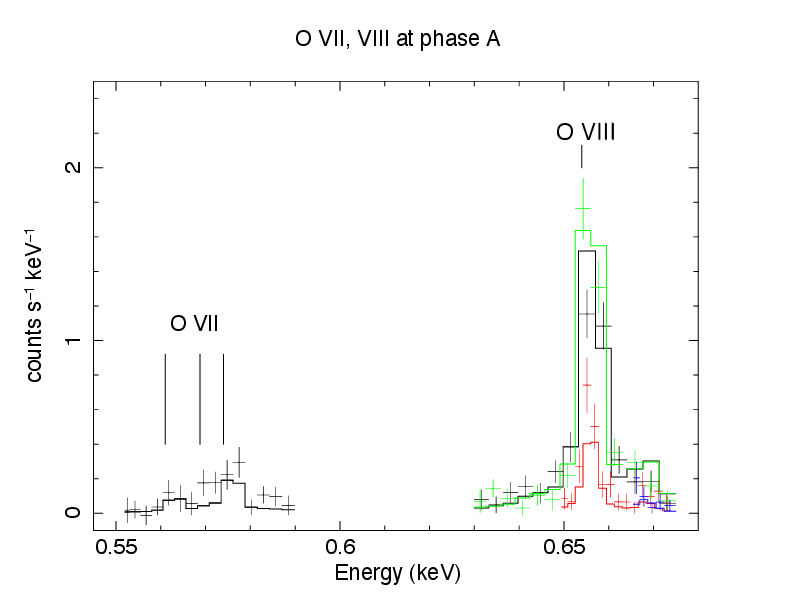 O VII, VIII at phase A
O VIII
2
O VII
1
0
counts s⁻¹ keV⁻¹
0.55 0.6 0.65
Energy (keV)